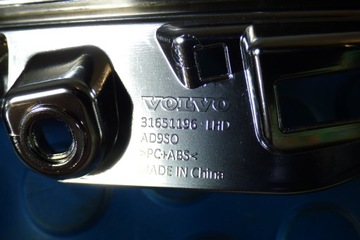 VOLVO
31651196 LHD
AD9SO
>PC+ABS<
MADE IN China